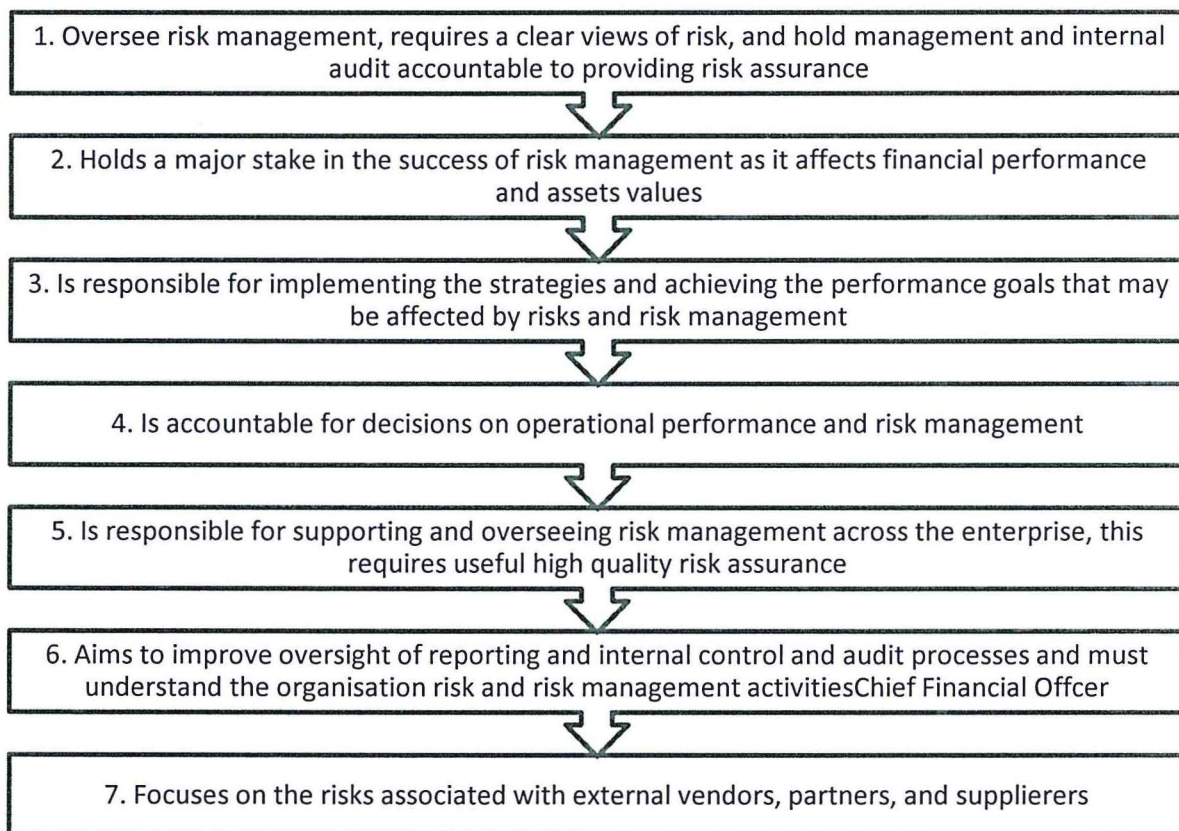 1. Oversee risk management, requires a clear views of risk, and hold management and internal
audit accountable to providing risk assurance
2. Holds a major stake in the success of risk management as it affects financial performance
and assets values
3. Is responsible for implementing the strategies and achieving the performance goals that may
be affected by risks and risk management
4. Is accountable for decisions on operational performance and risk management
5. Is responsible for supporting and overseeing risk management across the enterprise, this
requires useful high quality risk assurance
6. Aims to improve oversight of reporting and internal control and audit processes and must
understand the organisation risk and risk management activitiesChief Financial Offcer
7. Focuses on the risks associated with external vendors, partners, and supplierers